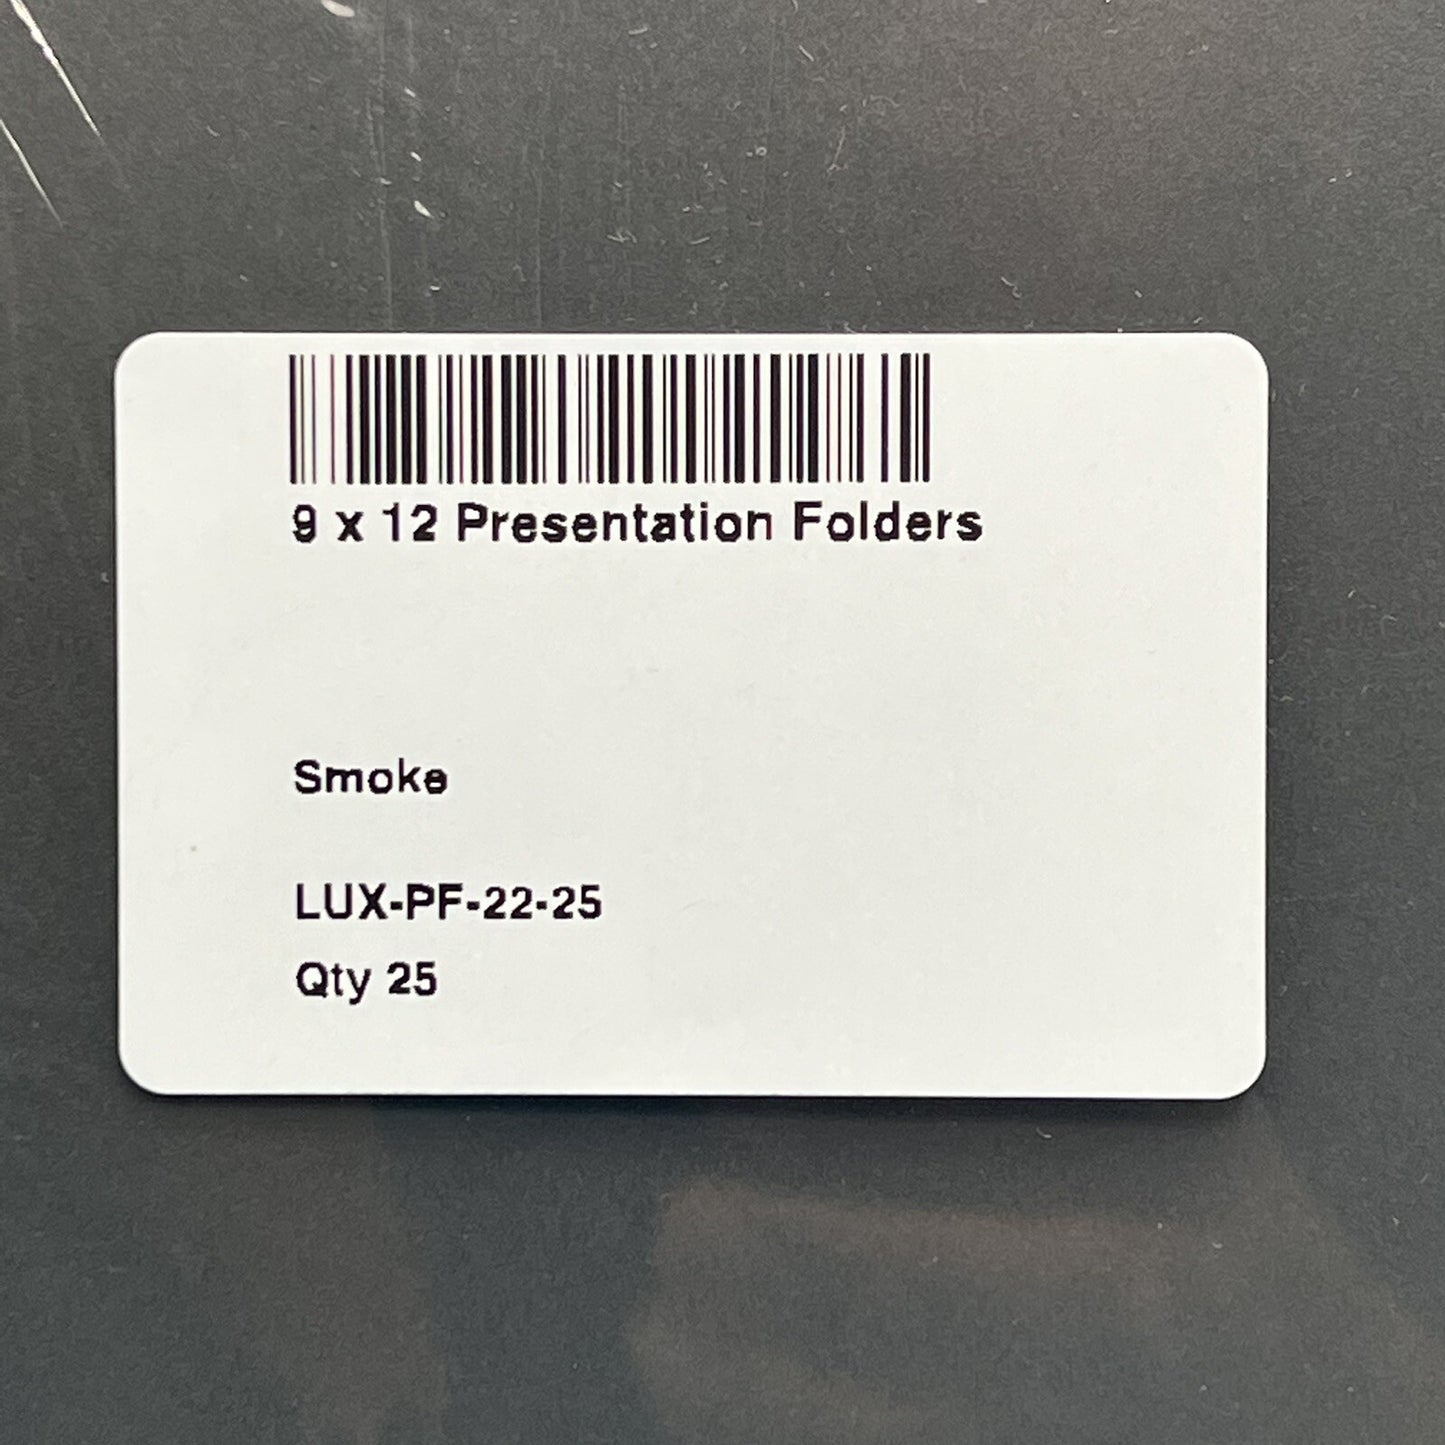 9 x 12 Presentation Folders
Smoke
LUX-PF-22-25
Qty 25